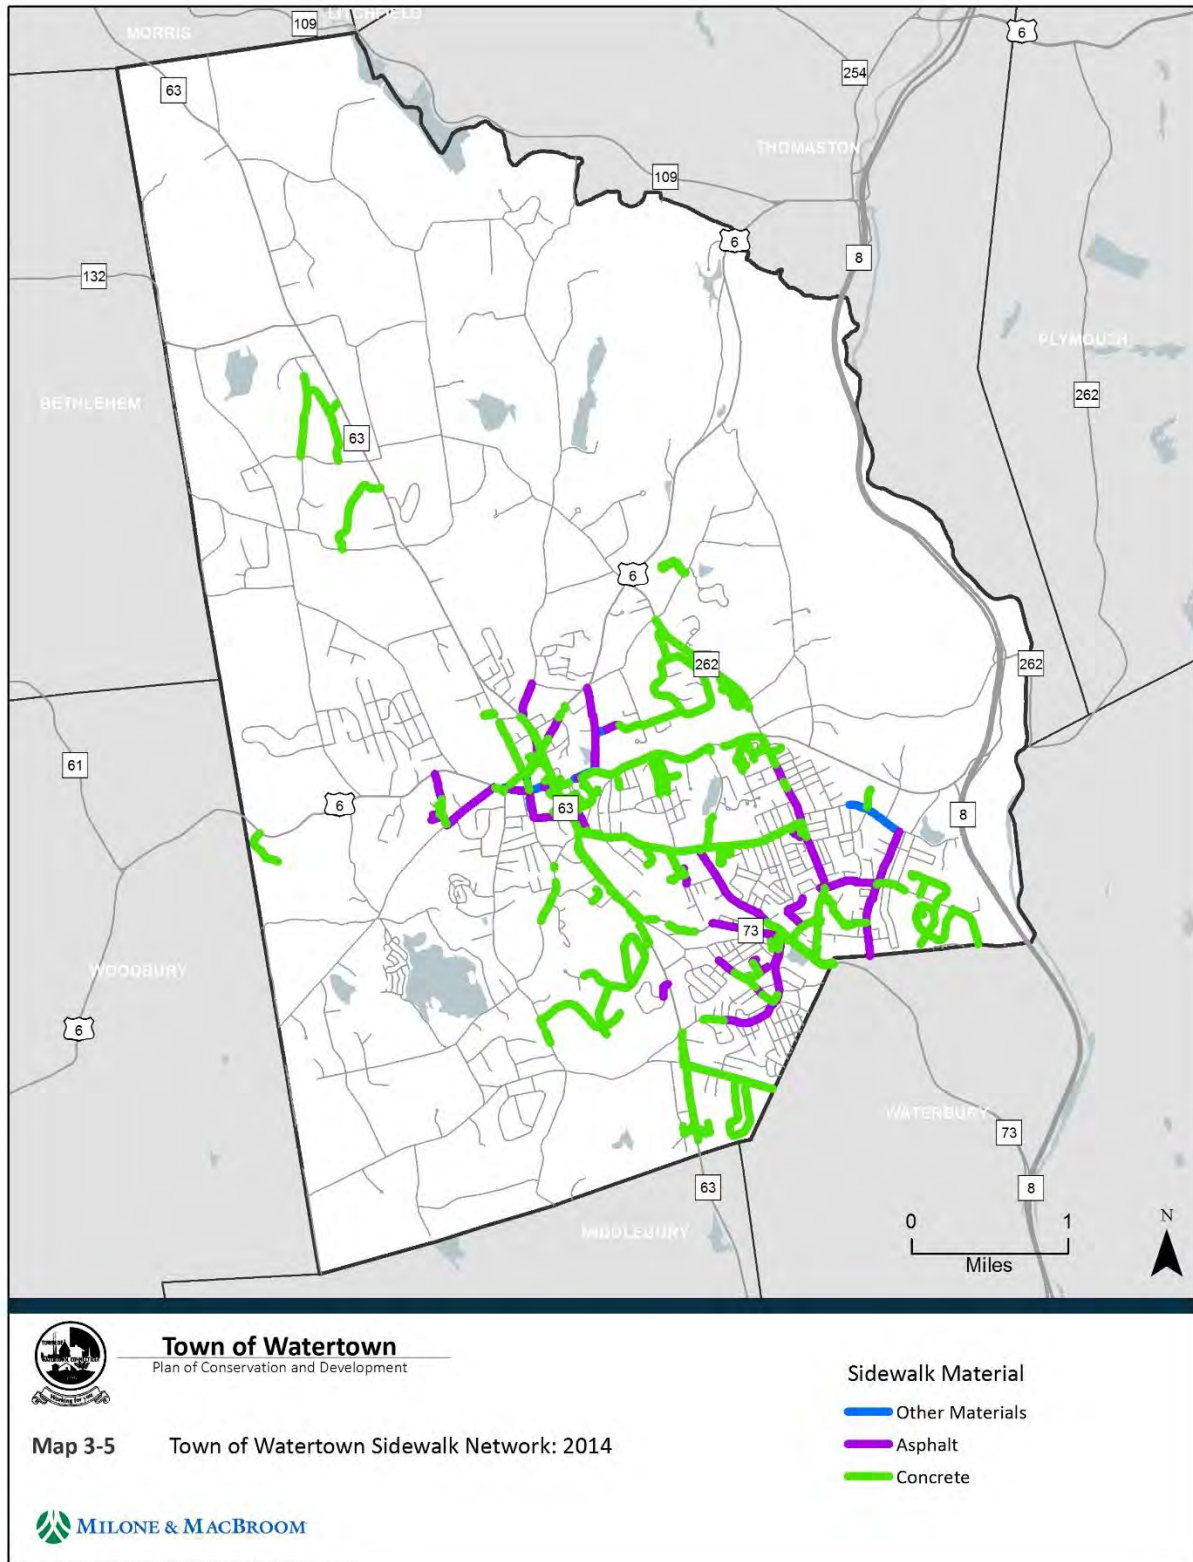 LITCHFIELD
109
MORRIS
6
63
254
THOMASTON
109
6
8
132
PLYMOUTH
262
BETHLEHEM
63
6
262
262
61
6
63
8
73
WOODBURY
6
WATERBURY
73
63
8
MIDDLEBURY
0 1
Miles
N
Town of Watertown
Plan of Conservation and Development
Sidewalk Material
Other Materials
Map 3-5 Town of Watertown Sidewalk Network: 2014
Asphalt
Concrete
MILONE & MACBROOM